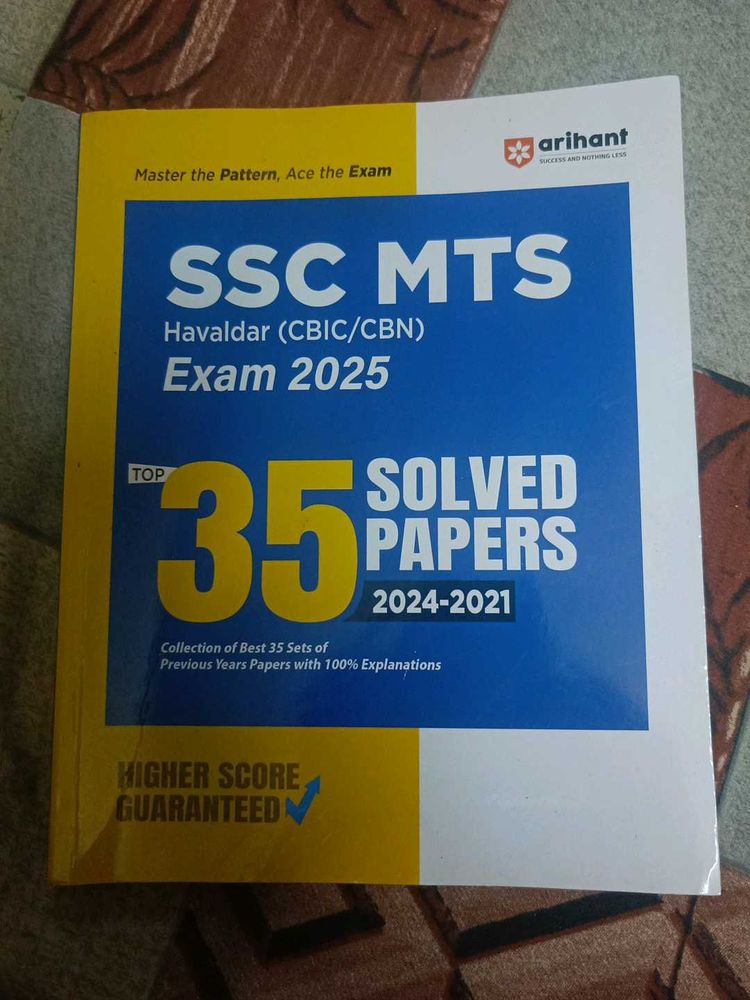 arihant
SUCCESS AND NOTHING LESS
Master the Pattern, Ace the Exam
SSC MTS
Havaldar (CBIC/CBN)
Exam 2025
TOP
35
SOLVED
PAPERS
2024-2021
Collection of Best 35 Sets of
Previous Years Papers with 100% Explanations
HIGHER SCORE
GUARANTEED